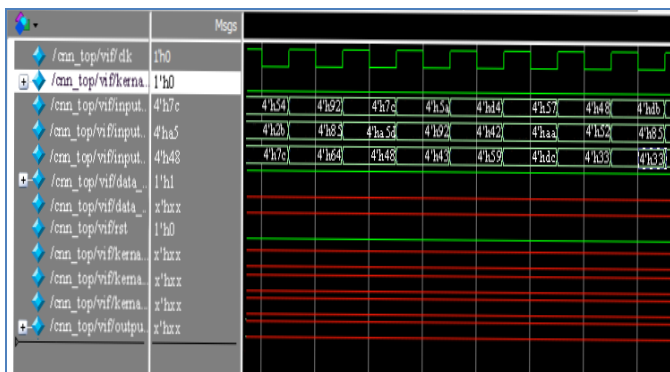 Msgs
/cnn_top/vif/clk 1'h0
/cnn_top/vif/kerna... 1'h0
/cnn_top/vif/input... 4'h7c 4'h54 4'h92 4'h7c 4'h5a 4'hd4 4'h57 4'h48 4'hdb
/cnn_top/vif/input... 4'ha5 4'h2b 4'h85 4'ha5d 4'h92 4'h42 4'haa 4'h52 4'h85
/cnn_top/vif/input... 4'h48 4'h7c 4'h64 4'h48 4'h43 4'h59 4'hdc 4'h33 4'h33
/cnn_top/vif/data_... 1'h1
/cnn_top/vif/data_... x'hxx
/cnn_top/vif/rst 1'h0
/cnn_top/vif/kerna... x'hxx
/cnn_top/vif/kema... x'hxx
/cnn_top/vif/kema... x'hxx
/cnn_top/vif/outpu... x'hxx